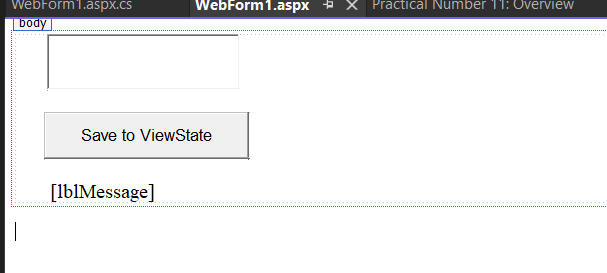 WebForm1.aspx.cs WebForm1.aspx Practical Number 11: Overview
body
Save to ViewState
[lblMessage]